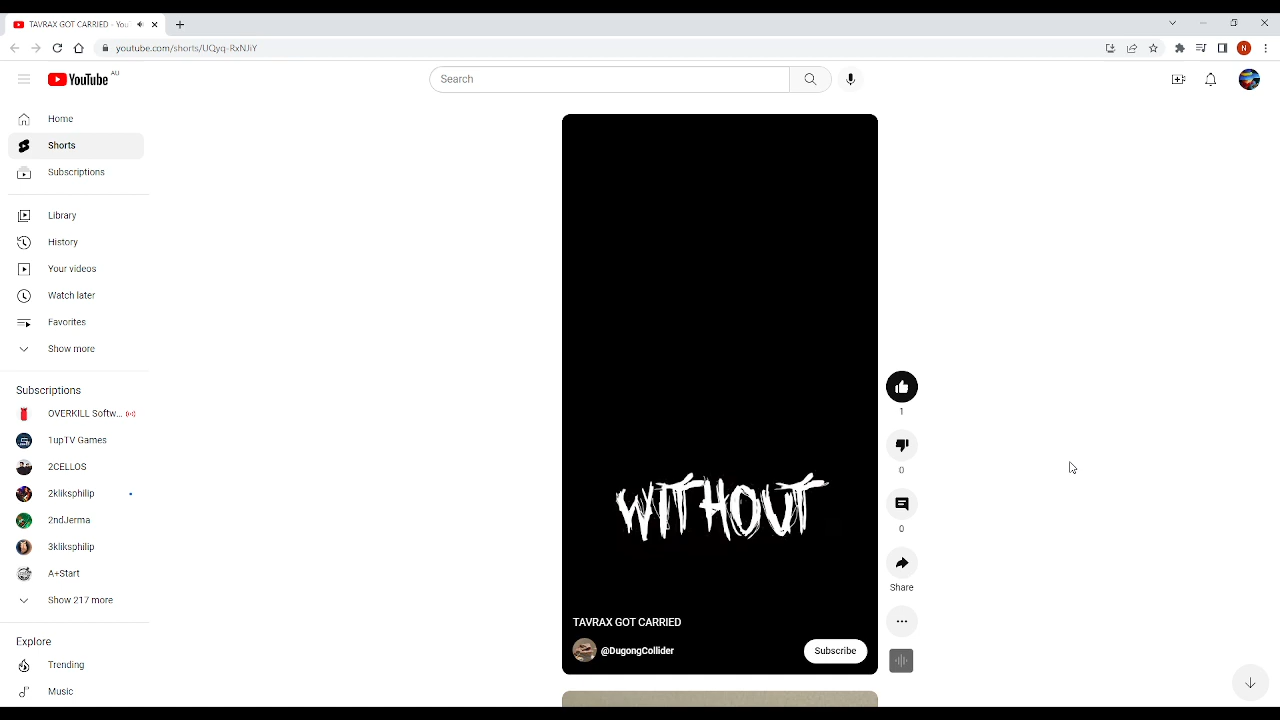 TAVRAX GOT CARRIED - You
youtube.com/shorts/UQyq-RxNJiY
N
YouTube AU
Search
Home
Shorts
Subscriptions
Library
History
Your videos
Watch later
Favorites
Show more
Subscriptions
OVERKILL Softw...
1upTV Games
2CELLOS
2kliksphilip
2ndJerma
3kliksphilip
A+Start
Show 217 more
Explore
Trending
Music
WITHOUT
TAVRAX GOT CARRIED
@DugongCollider
Subscribe
1
0
0
Share